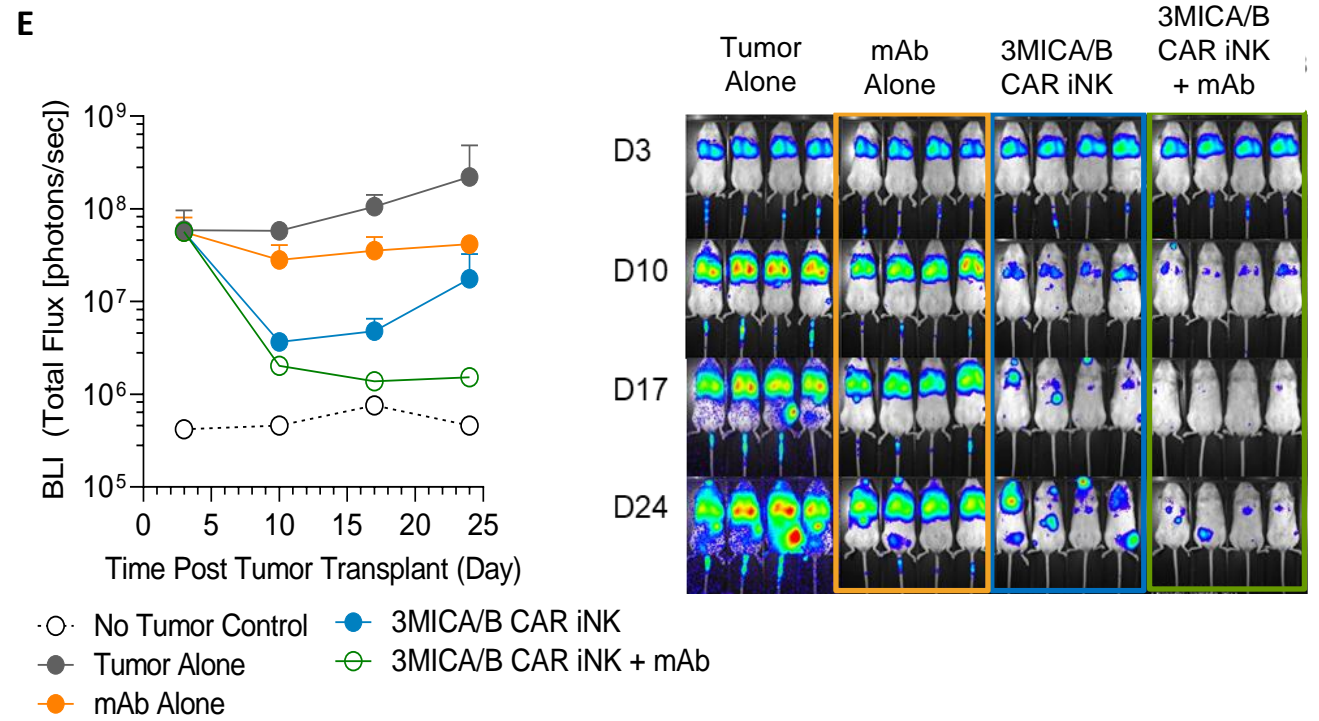 E
10⁹
10⁸
10⁷
10⁶
10⁵
BLI (Total Flux [photons/sec])
0 5 10 15 20 25
Time Post Tumor Transplant (Day)
No Tumor Control
Tumor Alone
mAb Alone
3MICA/B CAR iNK
3MICA/B CAR iNK + mAb
Tumor
Alone
mAb
Alone
3MICA/B
CAR iNK
3MICA/B
CAR iNK
+ mAb
D3
D10
D17
D24